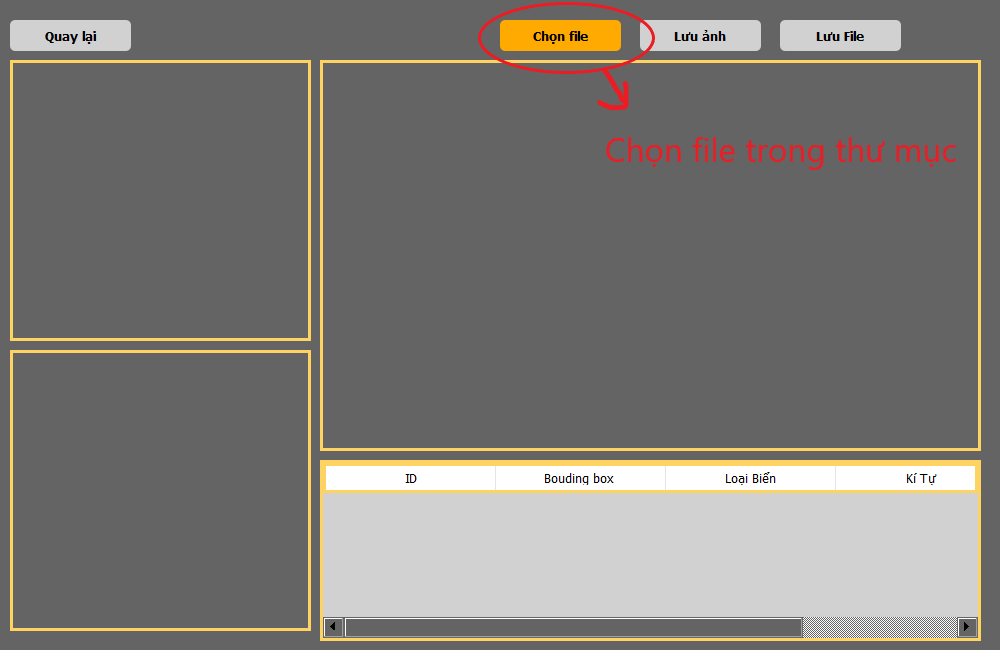 Quay lại
Chọn file
Lưu ảnh
Lưu File
Chọn file trong thư mục
ID
Bouding box
Loại Biển
Kí Tự